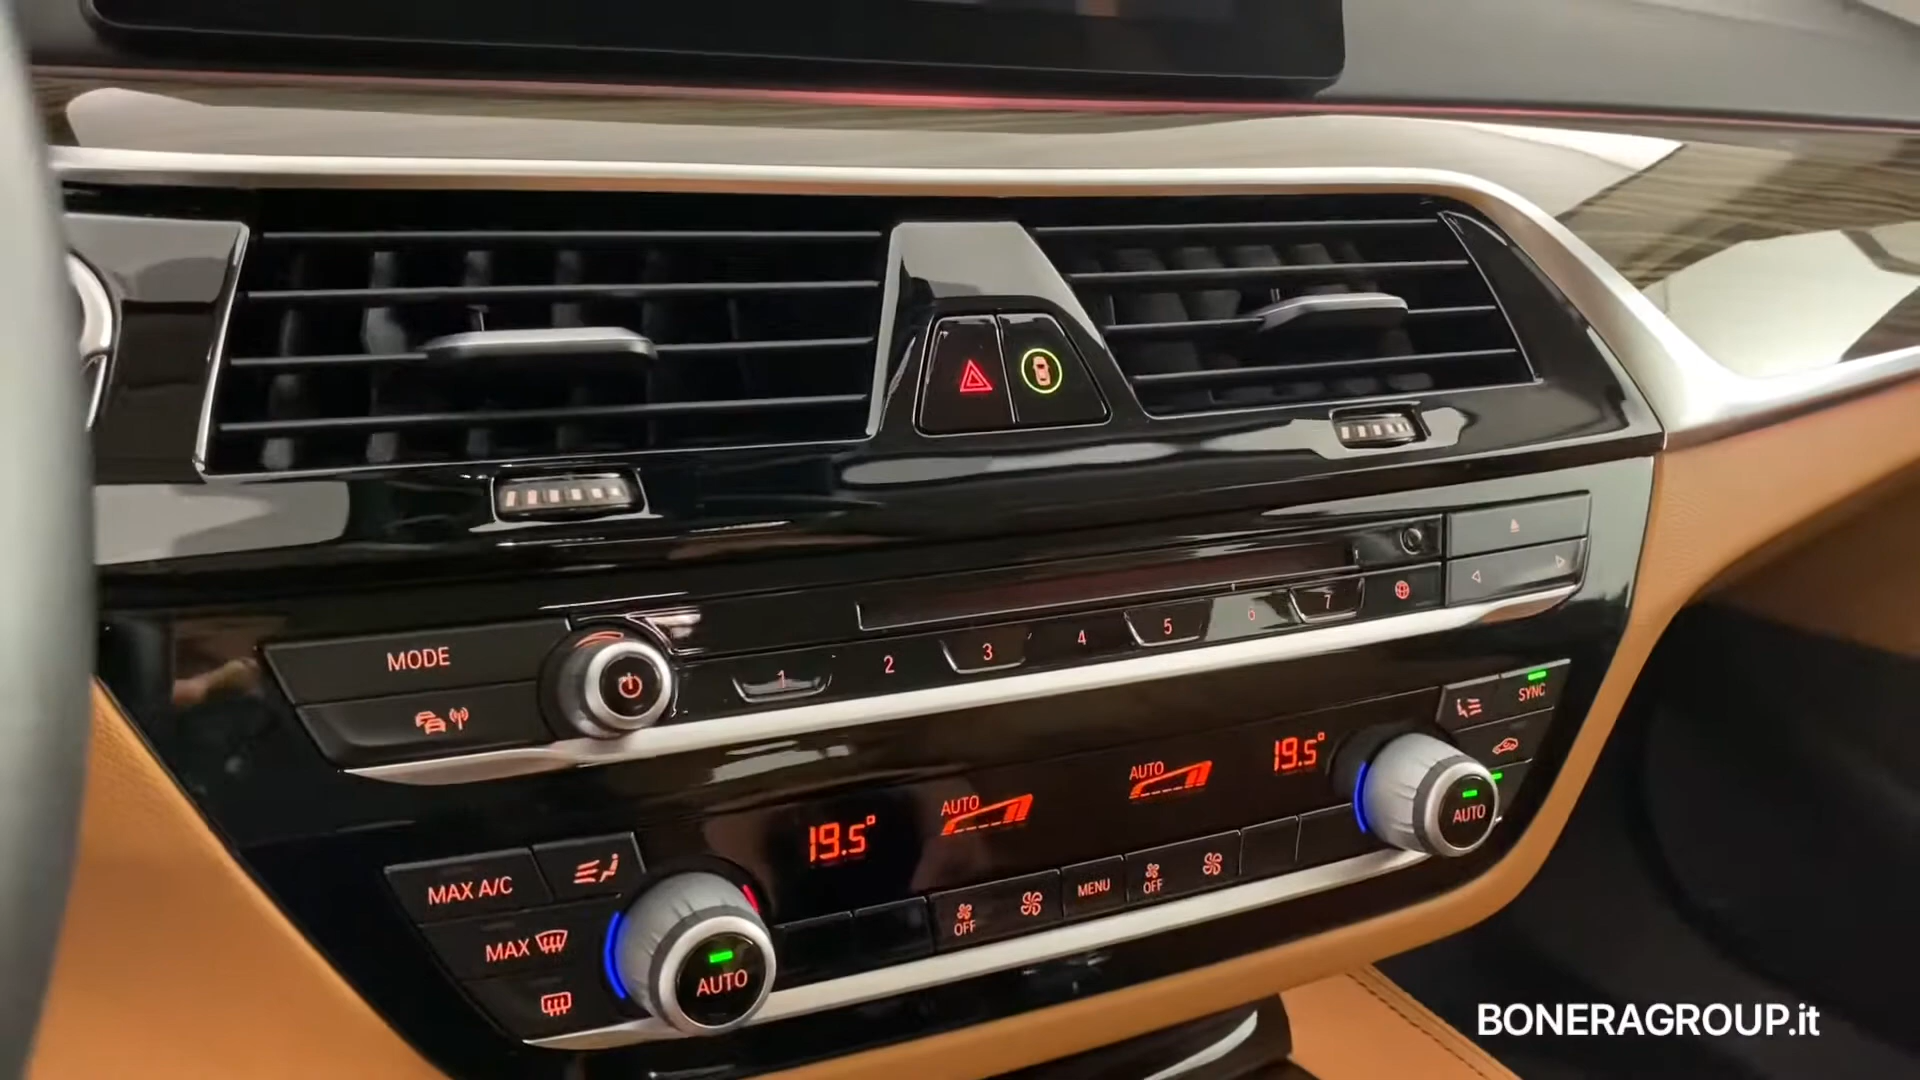 MODE
1
2
3
4
5
6
7
SYNC
19.5°
AUTO
AUTO
19.5°
AUTO
MAX A/C
MAX
OFF
MENU
OFF
AUTO
BONERAGROUP.it